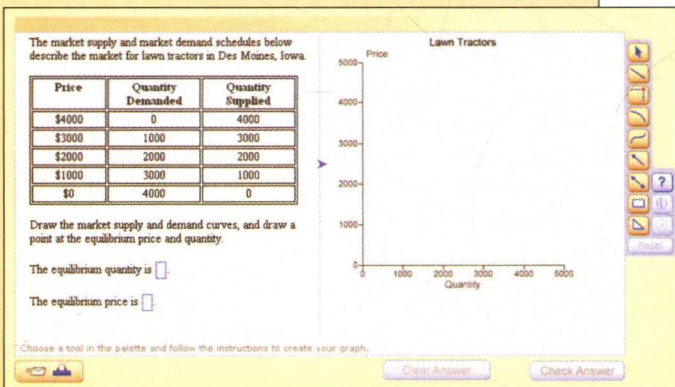 The market supply and market demand schedules below
describe the market for lawn tractors in Des Moines, Iowa.
Price Quantity Demanded Quantity Supplied
$4000 0 4000
$3000 1000 3000
$2000 2000 2000
$1000 3000 1000
$0 4000 0
Draw the market supply and demand curves, and draw a
point at the equilibrium price and quantity.
The equilibrium quantity is .
The equilibrium price is .
Lawn Tractors
Price
5000
4000
3000
2000
1000
0
0 1000 2000 3000 4000 5000
Quantity
?
Reset
Choose a tool in the palette and follow the instructions to create your graph.
Clear Answer
Check Answer